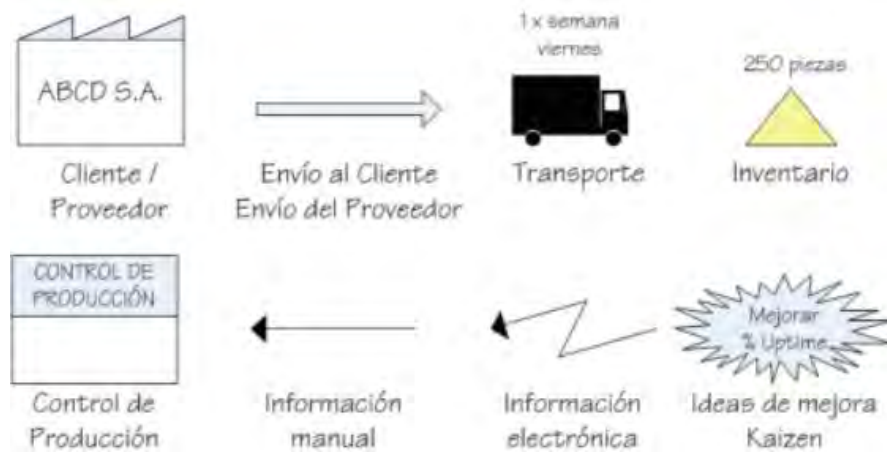 ABCD S.A.
Cliente /
Proveedor
Envío al Cliente
Envío del Proveedor
1 x semana
viernes
Transporte
250 piezas
Inventario
CONTROL DE
PRODUCCIÓN
Control de
Producción
Información
manual
Información
electrónica
Mejorar
% Uptime
Ideas de mejora
Kaizen